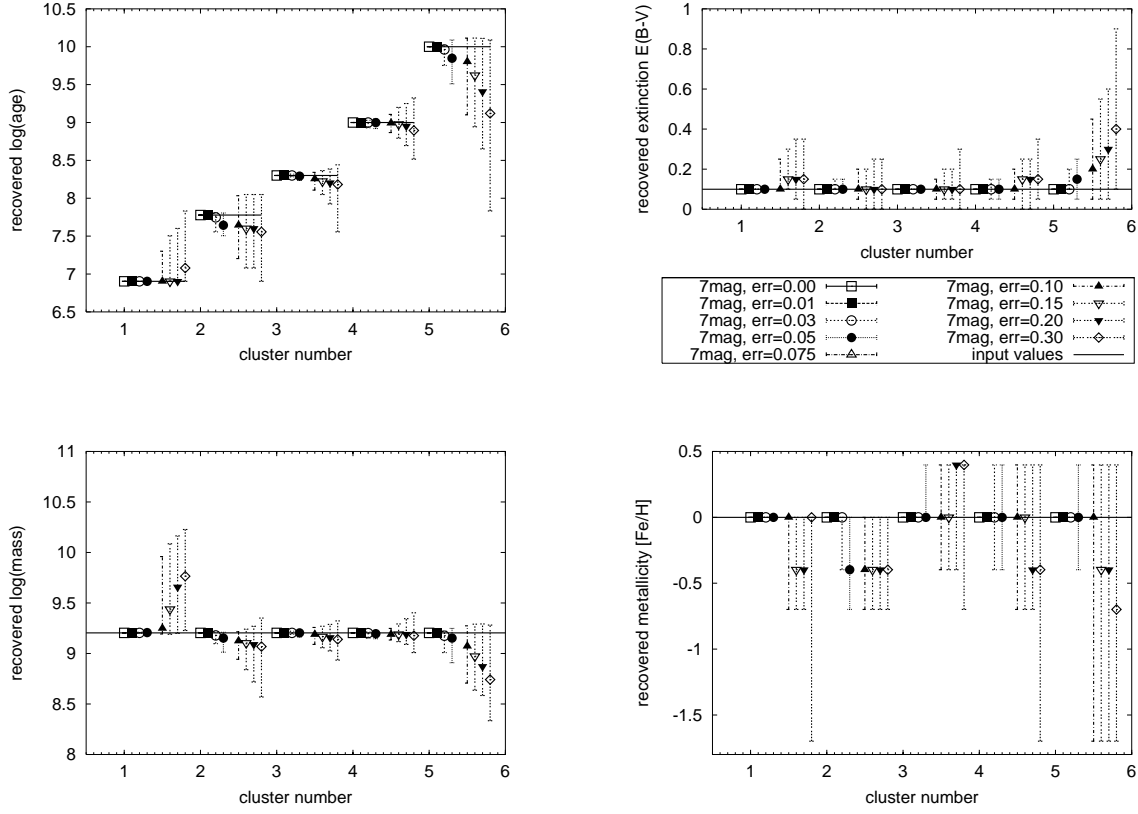 10.5
10
9.5
9
8.5
8
7.5
7
6.5
recovered log(age)
1 2 3 4 5 6
cluster number
1
0.8
0.6
0.4
0.2
0
recovered extinction E(B-V)
1 2 3 4 5 6
cluster number
7mag, err=0.00
7mag, err=0.01
7mag, err=0.03
7mag, err=0.05
7mag, err=0.075
7mag, err=0.10
7mag, err=0.15
7mag, err=0.20
7mag, err=0.30
input values
11
10.5
10
9.5
9
8.5
8
recovered log(mass)
1 2 3 4 5 6
cluster number
0.5
0
-0.5
-1
-1.5
recovered metallicity [Fe/H]
1 2 3 4 5 6
cluster number